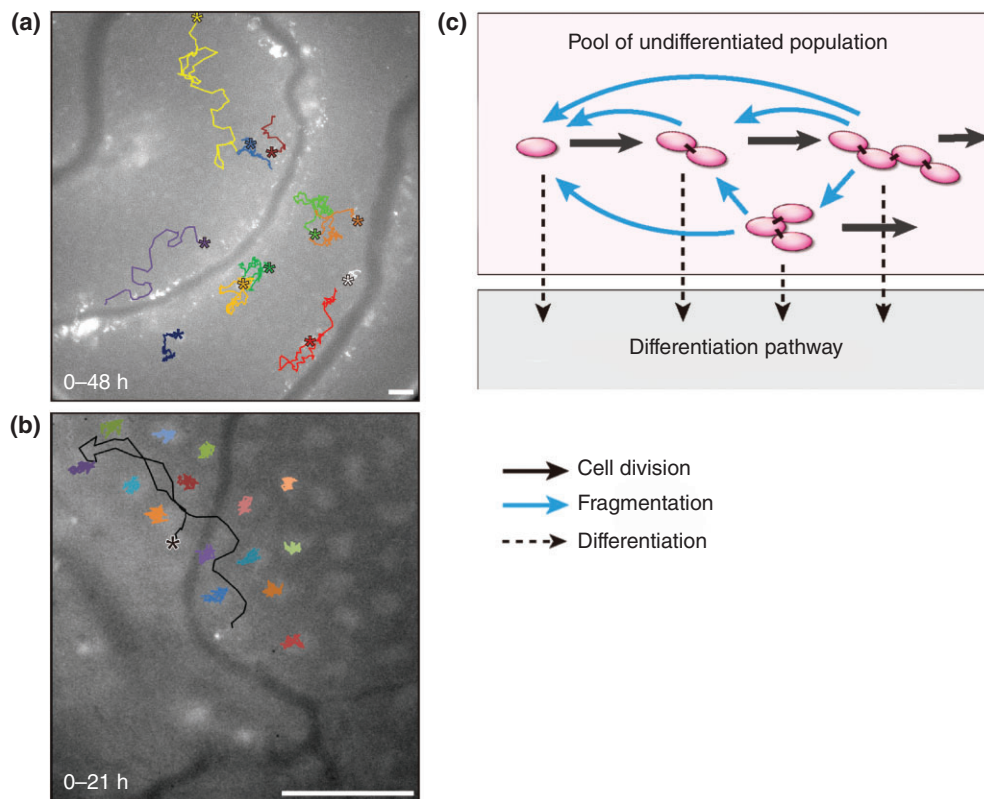 (a)
0–48 h
(b)
0–21 h
(c)
Pool of undifferentiated population
Differentiation pathway
Cell division
Fragmentation
Differentiation